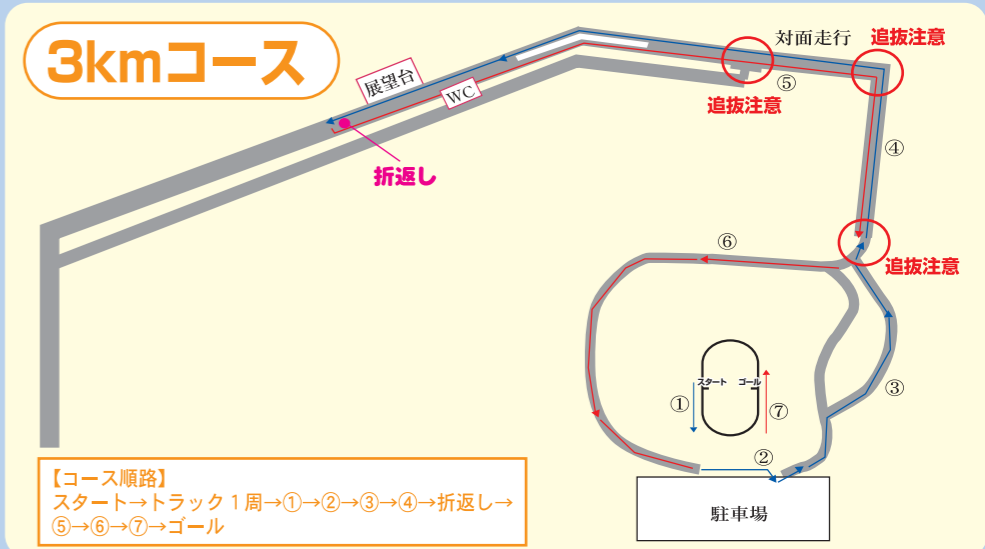 3kmコース
対面走行
追抜注意
展望台
WC
⑤
追抜注意
④
折返し
⑥
追抜注意
スタート
ゴール
①
⑦
③
②
【コース順路】
スタート→トラック1周→①→②→③→④→折返し→
⑤→⑥→⑦→ゴール
駐車場